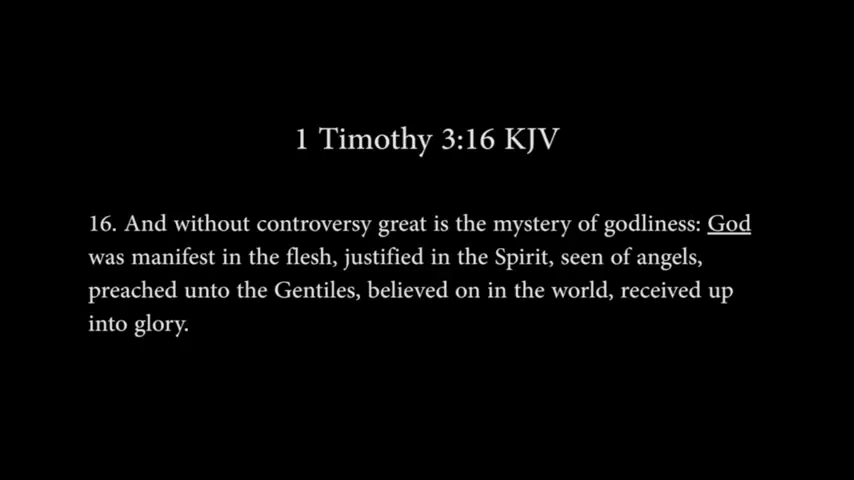 1 Timothy 3:16 KJV
16. And without controversy great is the mystery of godliness: God
was manifest in the flesh, justified in the Spirit, seen of angels,
preached unto the Gentiles, believed on in the world, received up
into glory.